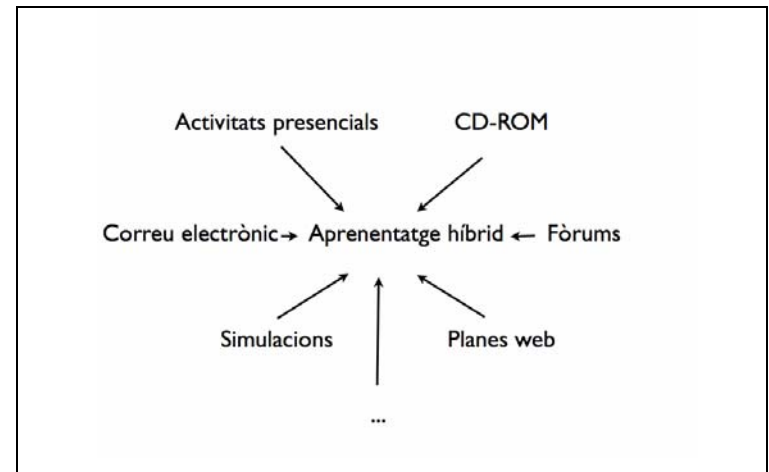 Activitats presencials CD-ROM
Correu electrònic Aprenentatge híbrid Fòrums
Simulacions Planes web
...